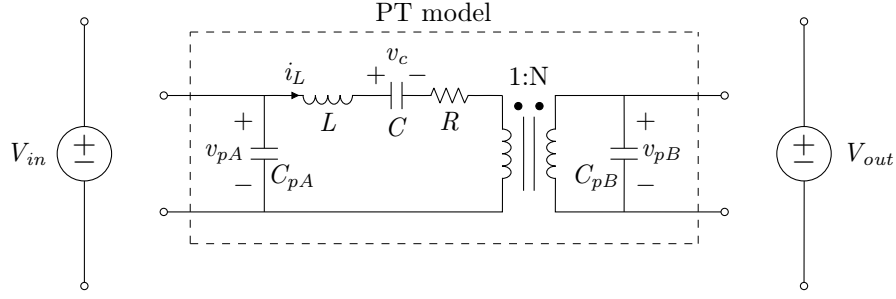 PT model
i_L
+ v_c −
1:N
L
C
R
V_in
+
−
+
v_pA
−
C_pA
+
v_pB
−
C_pB
+
−
V_out